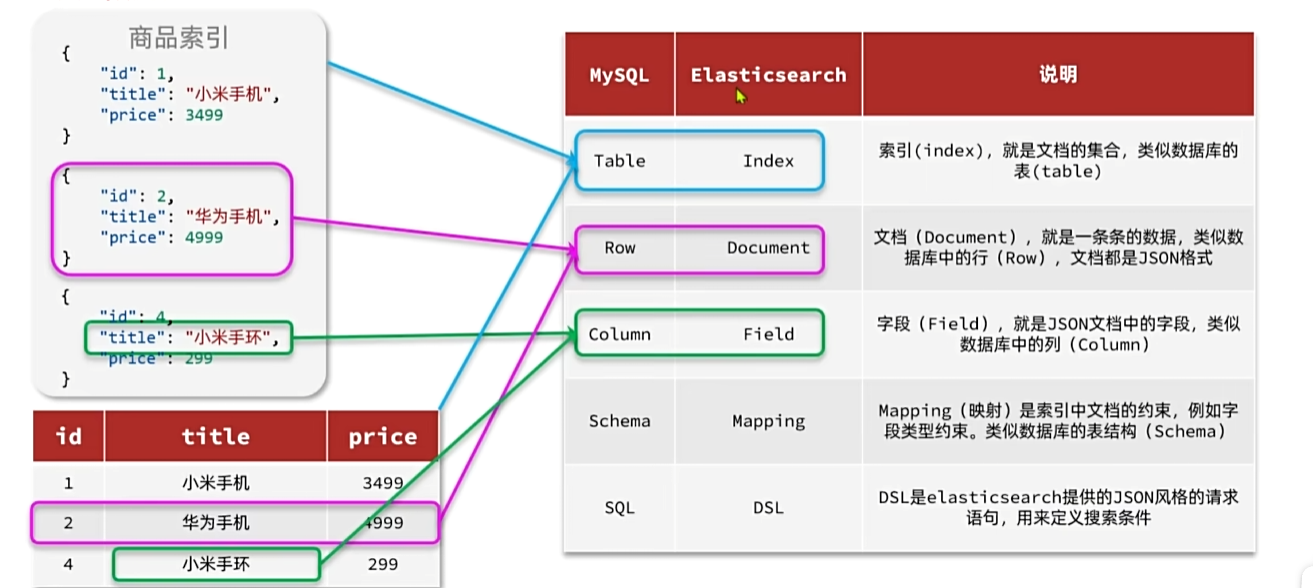 商品索引
{
"id": 1,
"title": "小米手机",
"price": 3499
}
{
"id": 2,
"title": "华为手机",
"price": 4999
}
{
"id": 4,
"title": "小米手环",
"price": 299
}
id title price
1 小米手机 3499
2 华为手机 4999
4 小米手环 299
MySQL Elasticsearch 说明
Table Index 索引(index)，就是文档的集合，类似数据库的
表(table)
Row Document 文档（Document），就是一条条的数据，类似数
据库中的行（Row），文档都是JSON格式
Column Field 字段（Field），就是JSON文档中的字段，类似
数据库中的列（Column）
Schema Mapping Mapping（映射）是索引中文档的约束，例如字
段类型约束。类似数据库的表结构（Schema）
SQL DSL DSL是elasticsearch提供的JSON风格的请求
语句，用来定义搜索条件